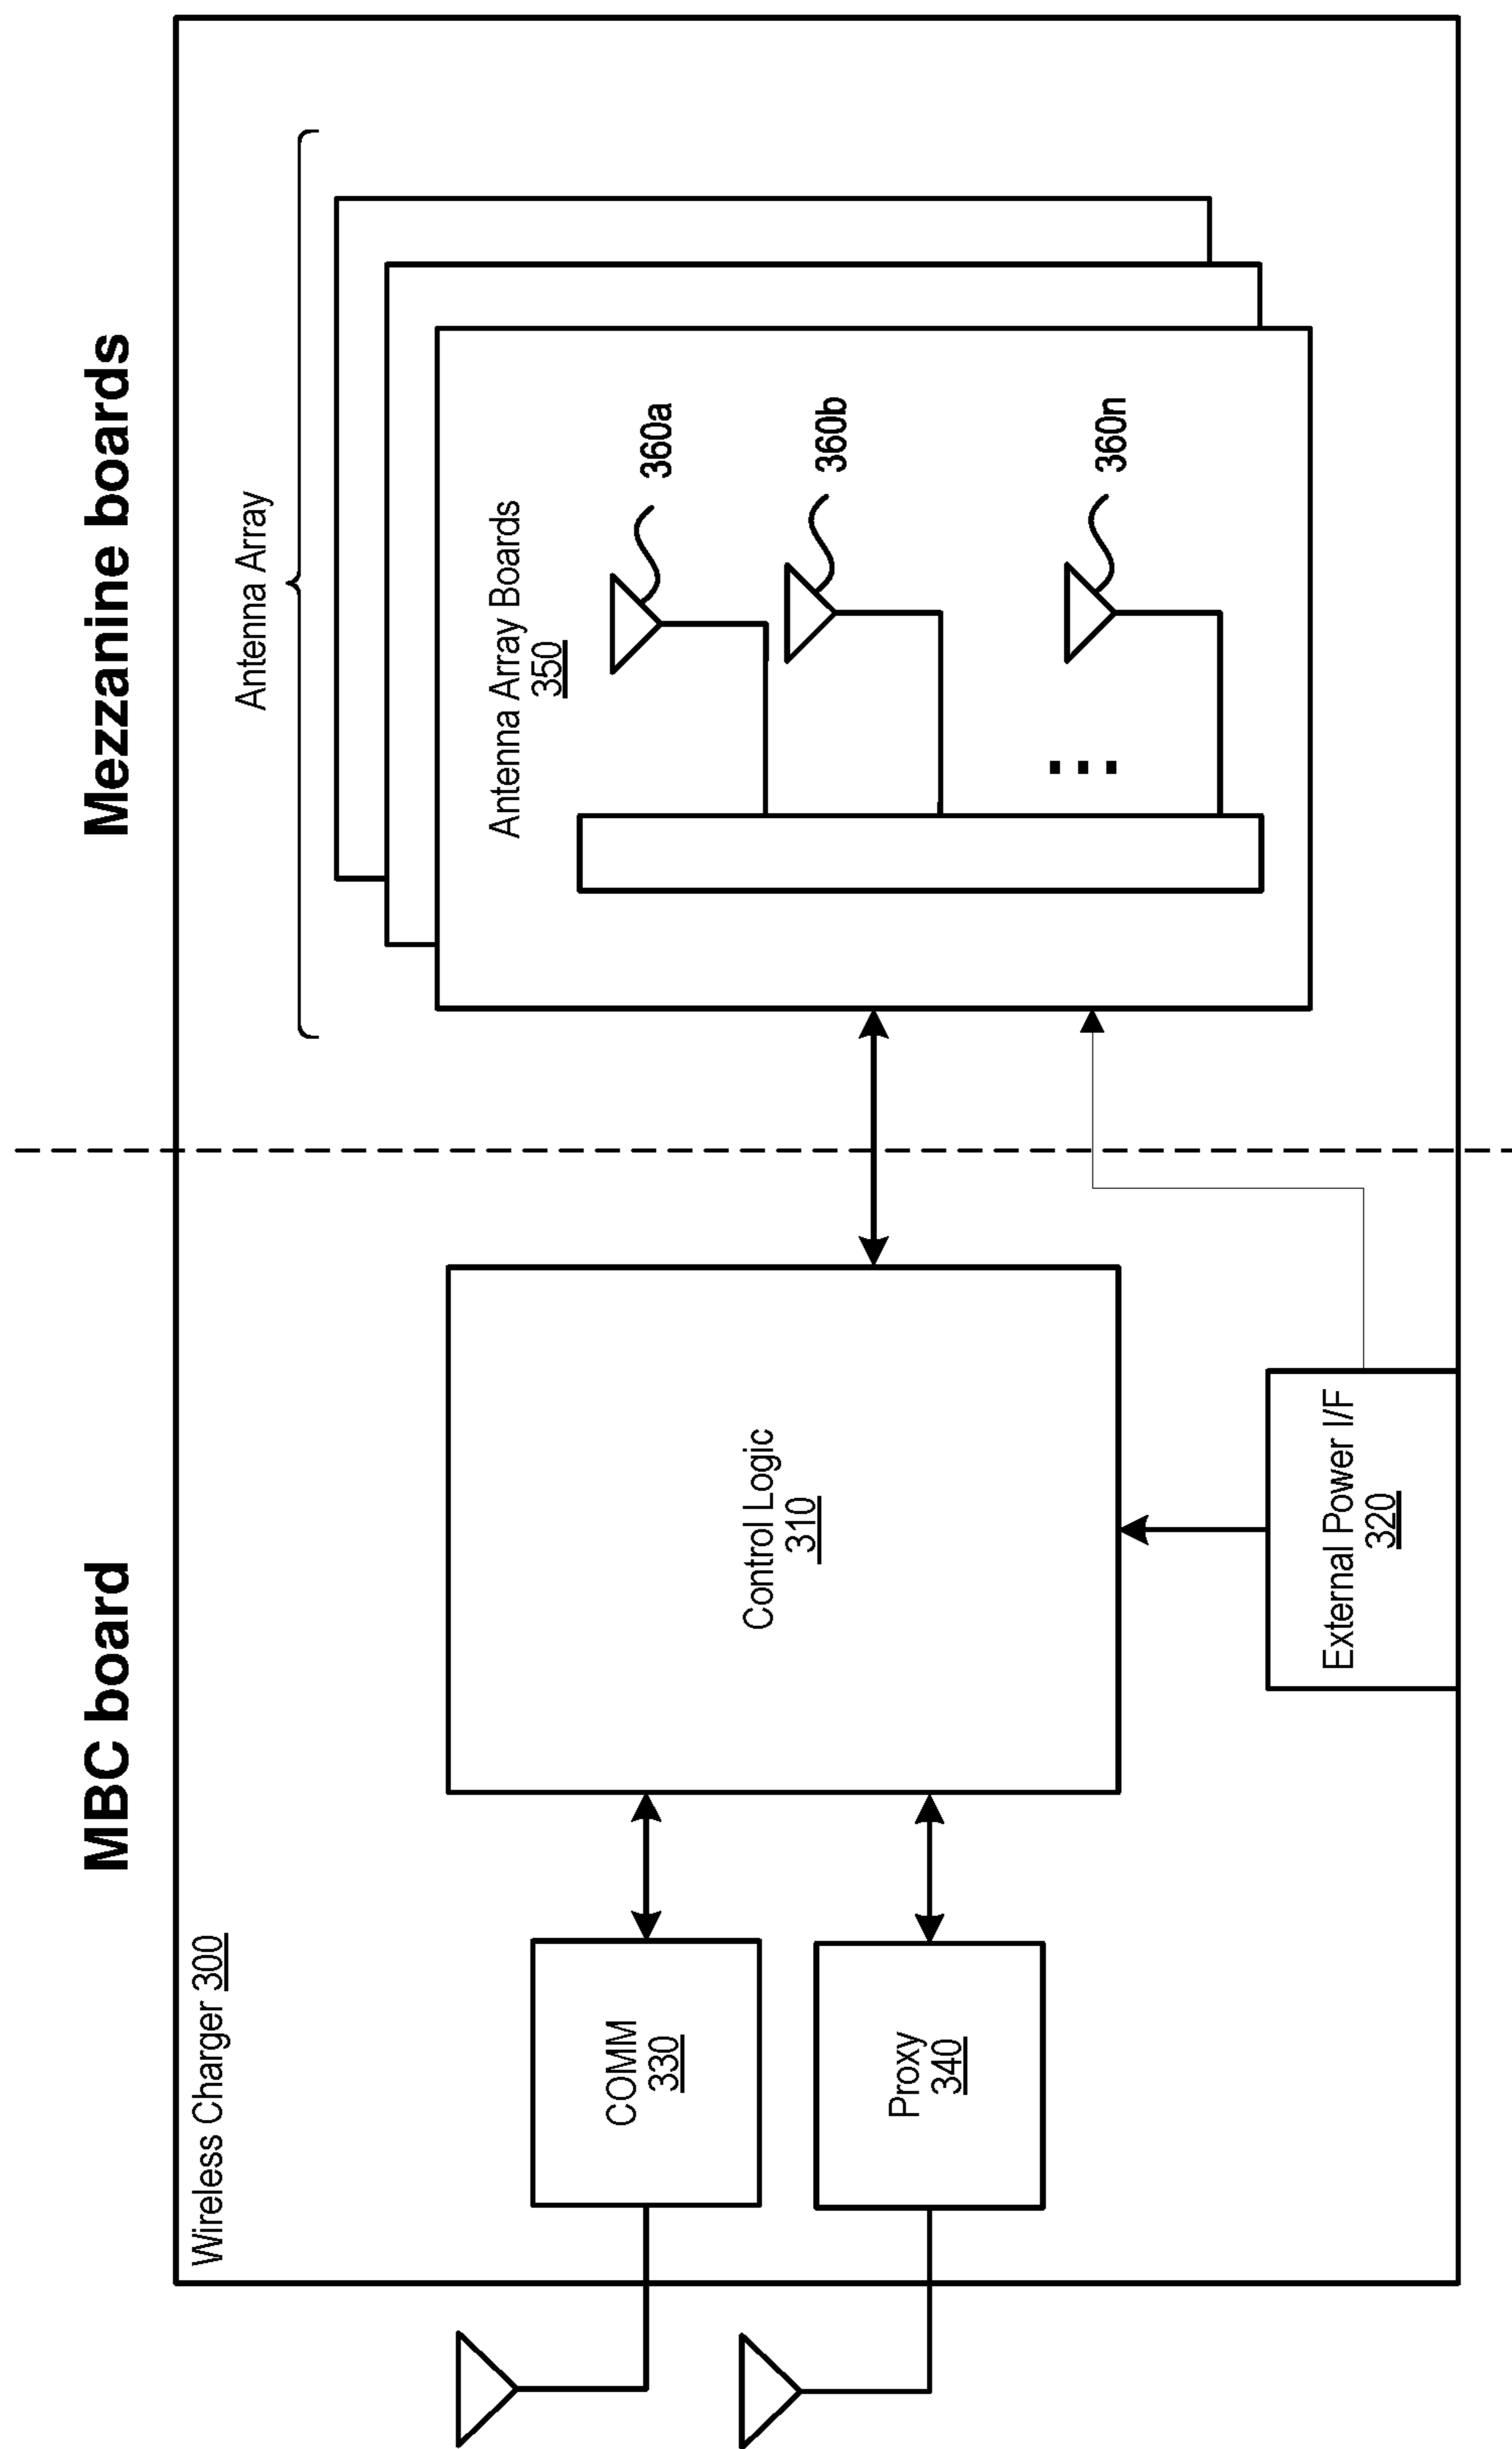 MBC board
Mezzanine boards
Wireless Charger 300
Antenna Array
COMM
330
Proxy
340
Control Logic
310
External Power I/F
320
Antenna Array Boards
350
360a
360b
...
360n